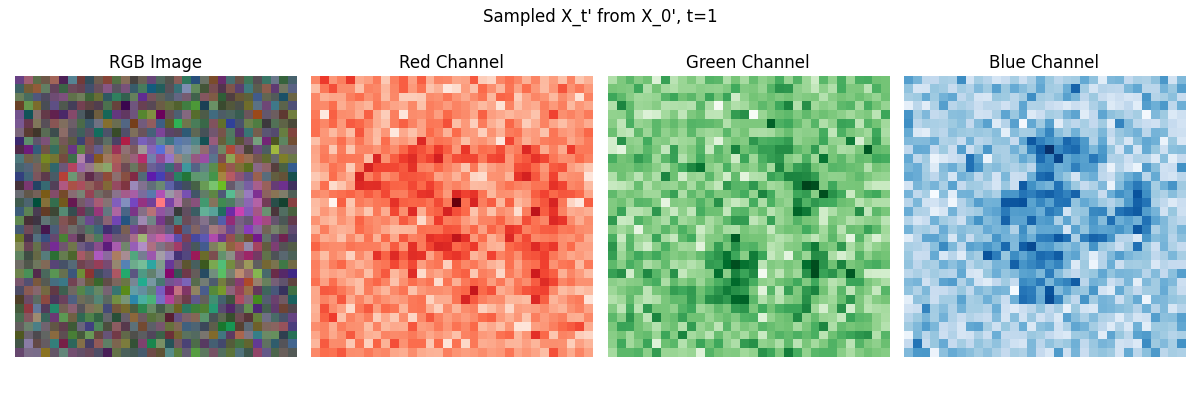 Sampled X_t' from X_0', t=1
RGB Image
Red Channel
Green Channel
Blue Channel